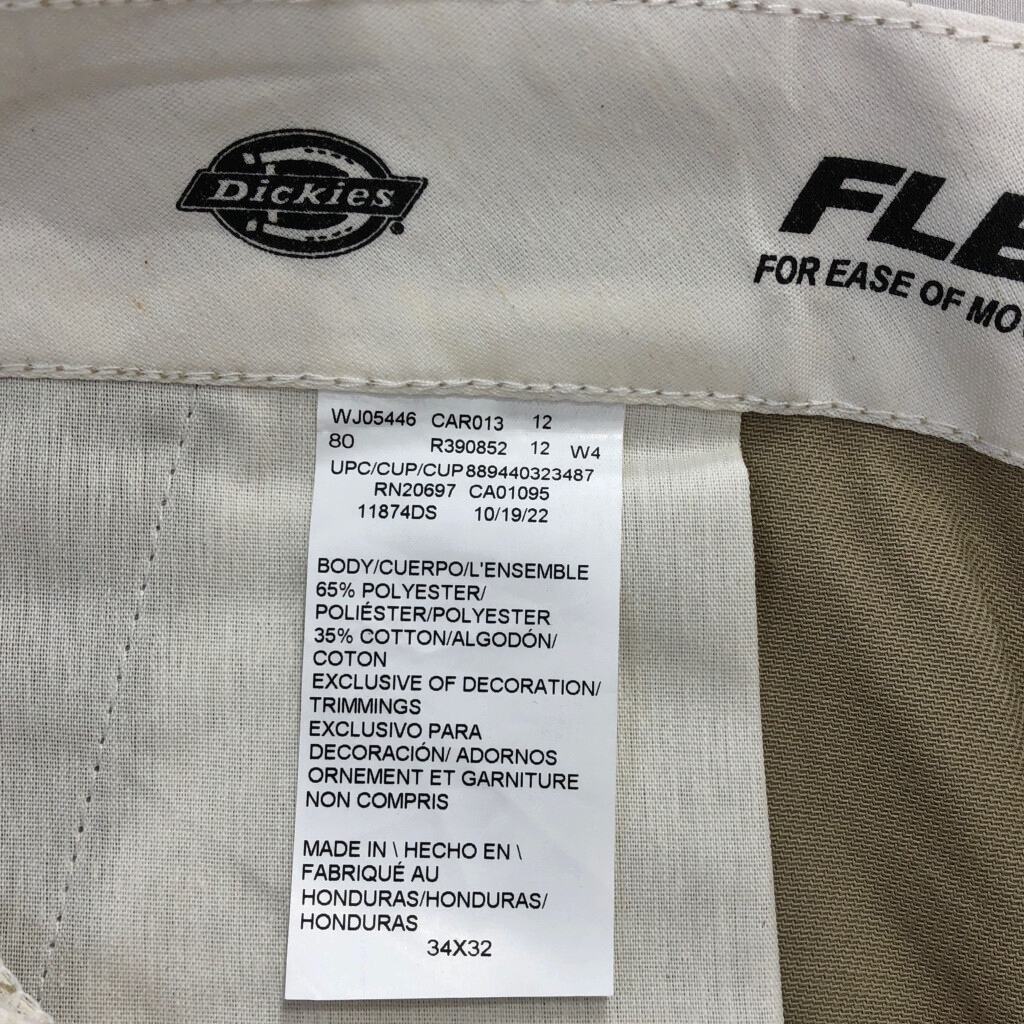 Dickies
FLE
FOR EASE OF MO
WJ05446 CAR013 12
80 R390852 12 W4
UPC/CUP/CUP 889440323487
RN20697 CA01095
11874DS 10/19/22
BODY/CUERPO/L'ENSEMBLE
65% POLYESTER/
POLIÉSTER/POLYESTER
35% COTTON/ALGODÓN/
COTON
EXCLUSIVE OF DECORATION/
TRIMMINGS
EXCLUSIVO PARA
DECORACIÓN/ ADORNOS
ORNEMENT ET GARNITURE
NON COMPRIS
MADE IN \ HECHO EN \
FABRIQUÉ AU
HONDURAS/HONDURAS/
HONDURAS
34X32